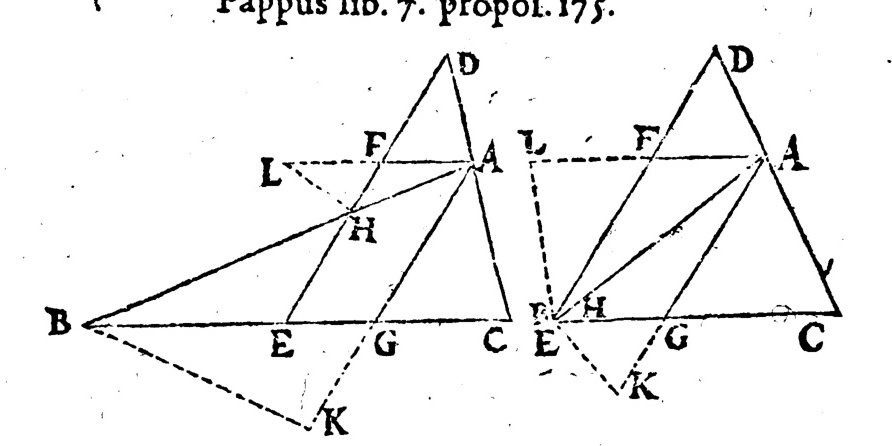 Pappus lib. 7. propos. 175.
D D
L F A L F A
H
B E G C B E H G C
K K